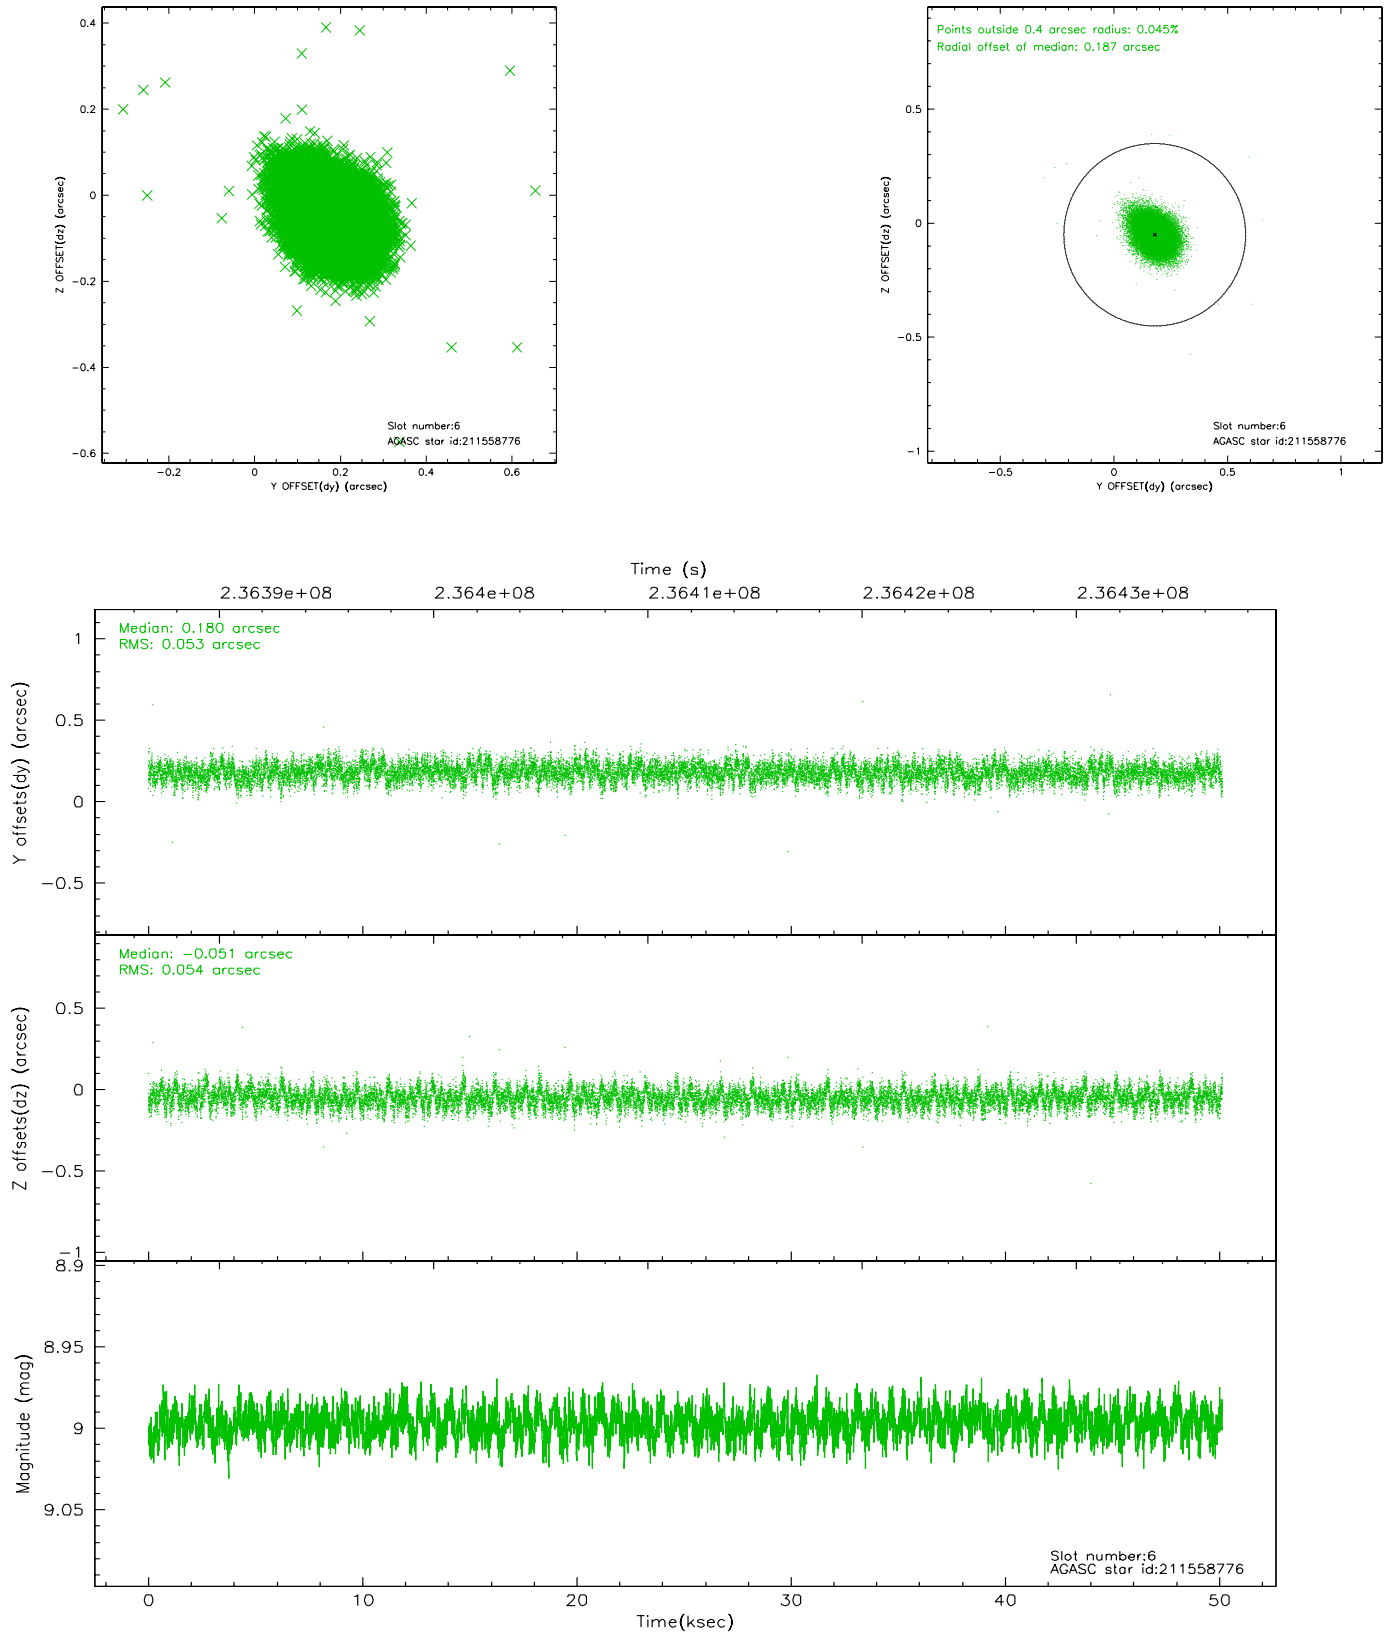 0.4
0.2
0
−0.2
−0.4
−0.6
Z OFFSET(dz) (arcsec)
Slot number:6
AGASC star id:211558776
−0.2
0
0.2
0.4
0.6
Y OFFSET(dy) (arcsec)
Points outside 0.4 arcsec radius: 0.045%
Radial offset of median: 0.187 arcsec
0.5
0
−0.5
−1
Z OFFSET(dz) (arcsec)
Slot number:6
AGASC star id:211558776
−0.5
0
0.5
1
Y OFFSET(dy) (arcsec)
Time (s)
2.3639e+08
2.364e+08
2.3641e+08
2.3642e+08
2.3643e+08
Median: 0.180 arcsec
RMS: 0.053 arcsec
1
0.5
0
−0.5
Y offsets(dy) (arcsec)
Median: −0.051 arcsec
RMS: 0.054 arcsec
0.5
0
−0.5
−1
Z offsets(dz) (arcsec)
8.9
8.95
9
9.05
Magnitude (mag)
Slot number:6
AGASC star id:211558776
0
10
20
30
40
50
Time(ksec)